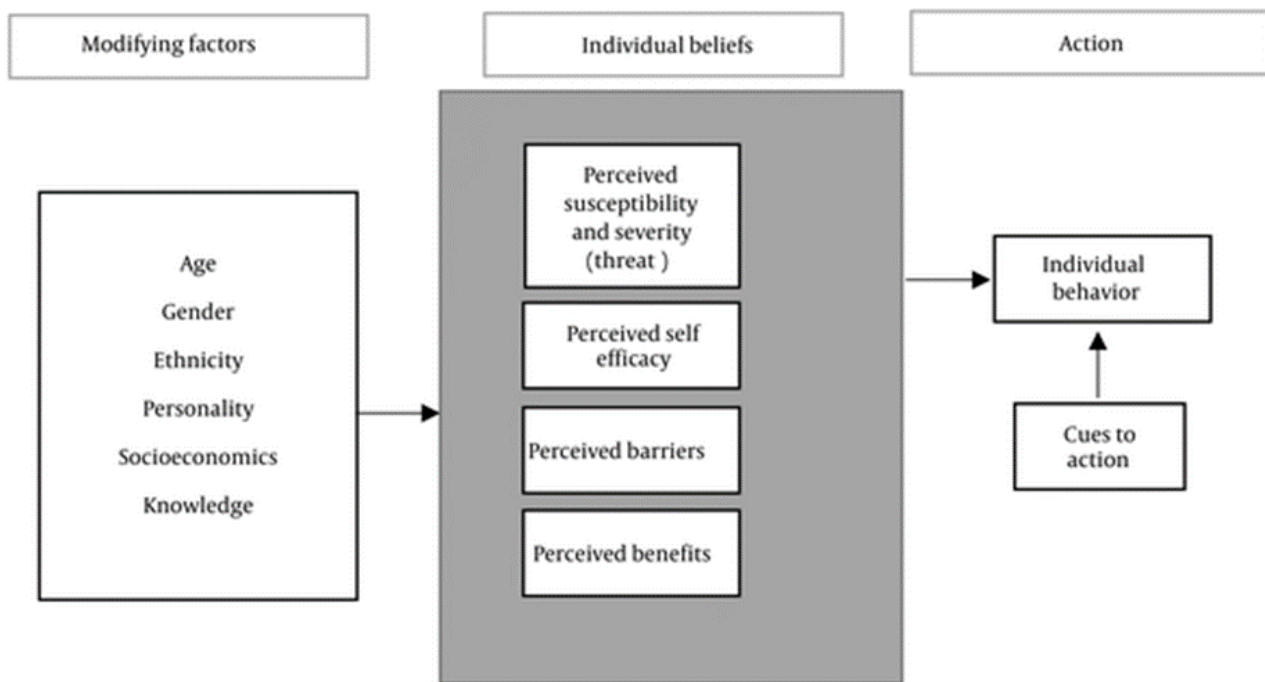 Modifying factors
Individual beliefs
Action
Age
Gender
Ethnicity
Personality
Socioeconomics
Knowledge
Perceived
susceptibility
and severity
(threat )
Perceived self
efficacy
Perceived barriers
Perceived benefits
Individual
behavior
Cues to
action